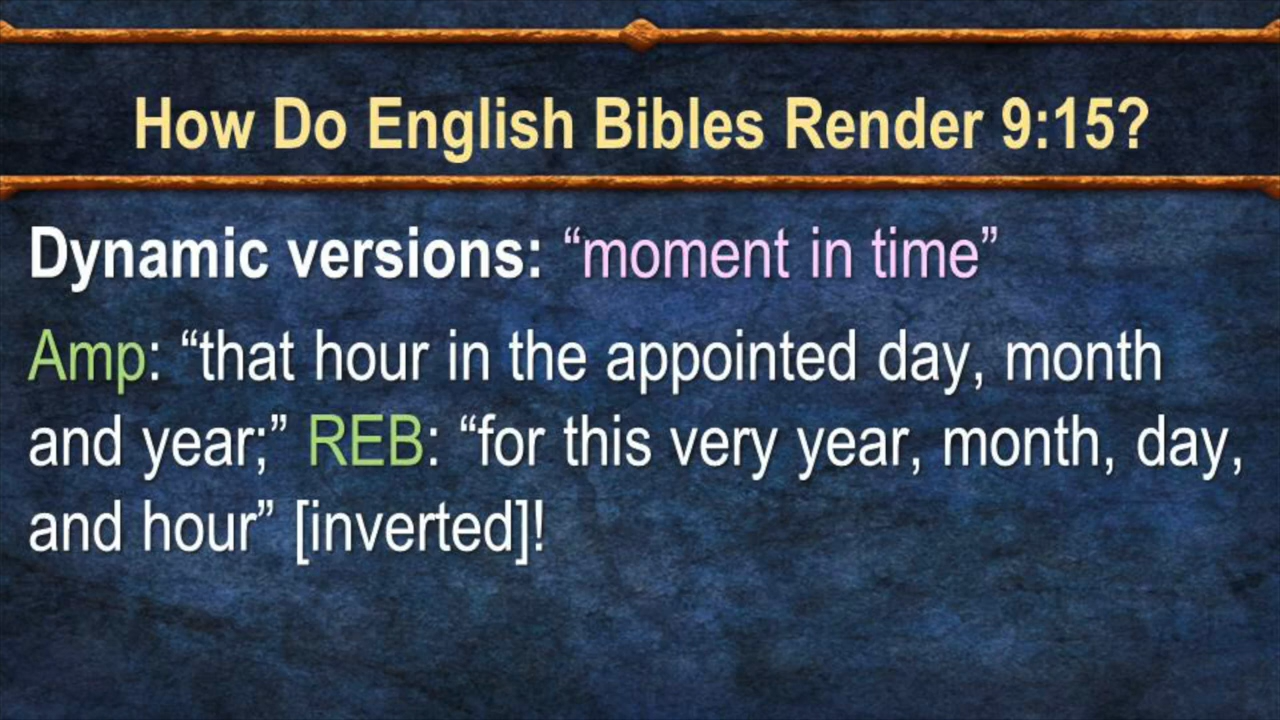 How Do English Bibles Render 9:15?
Dynamic versions: “moment in time”
Amp: “that hour in the appointed day, month
and year;” REB: “for this very year, month, day,
and hour” [inverted]!